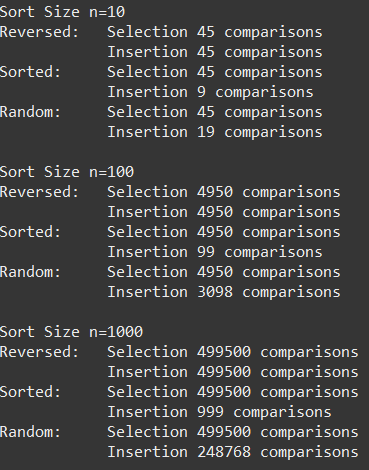 Sort Size n=10
Reversed: Selection 45 comparisons
Insertion 45 comparisons
Sorted: Selection 45 comparisons
Insertion 9 comparisons
Random: Selection 45 comparisons
Insertion 19 comparisons
Sort Size n=100
Reversed: Selection 4950 comparisons
Insertion 4950 comparisons
Sorted: Selection 4950 comparisons
Insertion 99 comparisons
Random: Selection 4950 comparisons
Insertion 3098 comparisons
Sort Size n=1000
Reversed: Selection 499500 comparisons
Insertion 499500 comparisons
Sorted: Selection 499500 comparisons
Insertion 999 comparisons
Random: Selection 499500 comparisons
Insertion 248768 comparisons